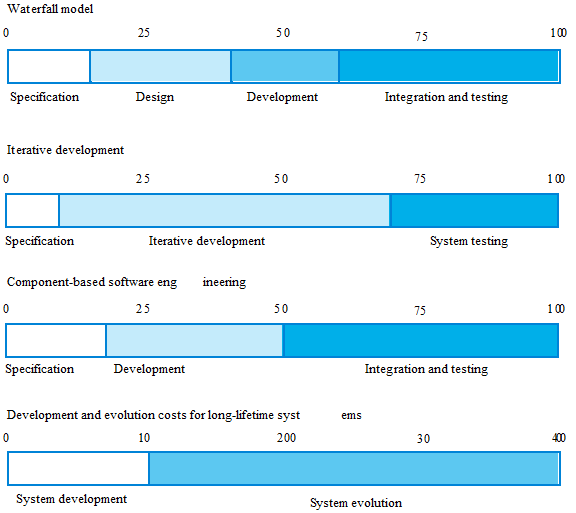 Waterfall model
0 25 50 75 100
Specification Design Development Integration and testing
Iterative development
0 25 50 75 100
Specification Iterative development System testing
Component-based software eng ineering
0 25 50 75 100
Specification Development Integration and testing
Development and evolution costs for long-lifetime syst ems
0 10 200 30 400
System development System evolution